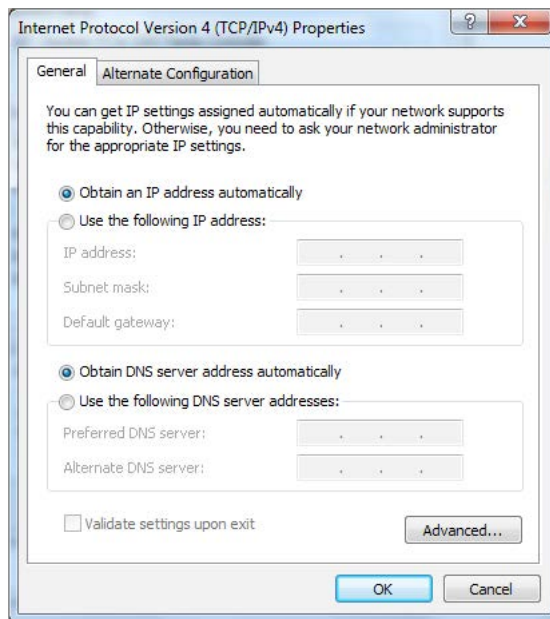 Internet Protocol Version 4 (TCP/IPv4) Properties
General
Alternate Configuration
You can get IP settings assigned automatically if your network supports
this capability. Otherwise, you need to ask your network administrator
for the appropriate IP settings.
Obtain an IP address automatically
Use the following IP address:
IP address:
Subnet mask:
Default gateway:
Obtain DNS server address automatically
Use the following DNS server addresses:
Preferred DNS server:
Alternate DNS server:
Validate settings upon exit
Advanced...
OK
Cancel